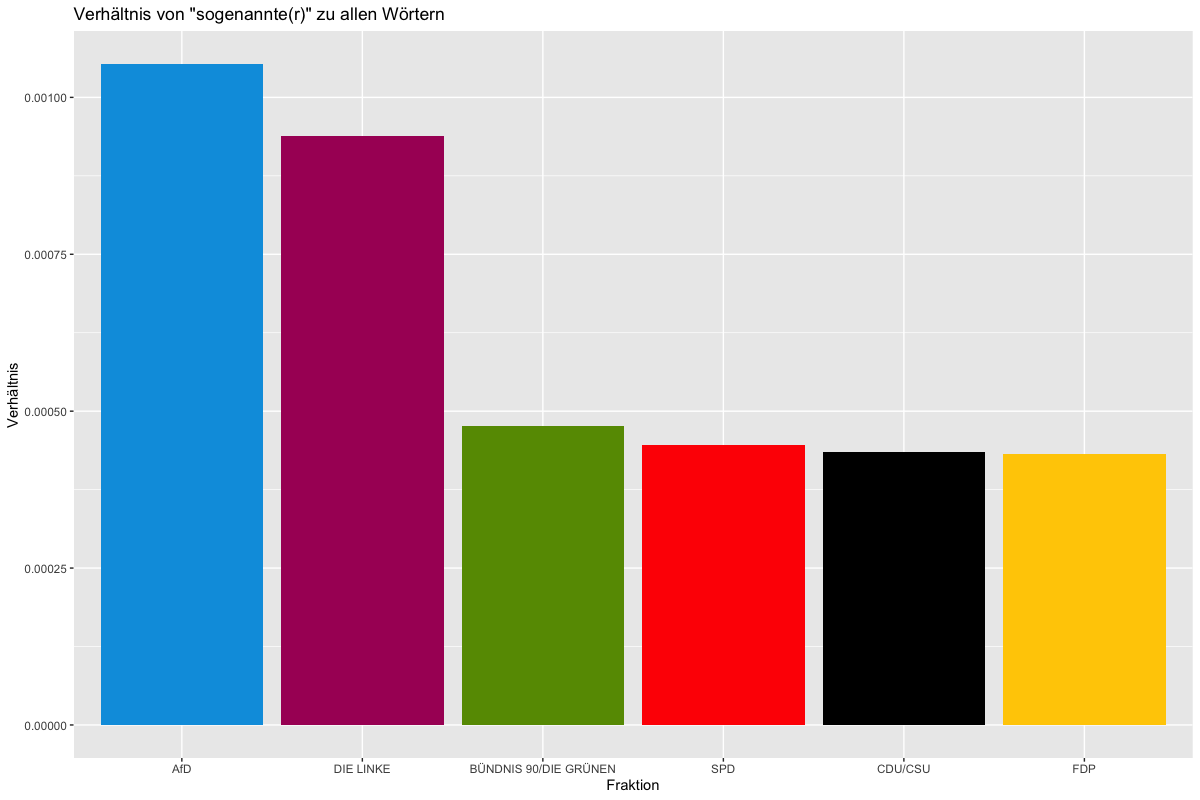 Verhältnis von "sogenannte(r)" zu allen Wörtern
Verhältnis
0.00100
0.00075
0.00050
0.00025
0.00000
AfD
DIE LINKE
BÜNDNIS 90/DIE GRÜNEN
SPD
CDU/CSU
FDP
Fraktion